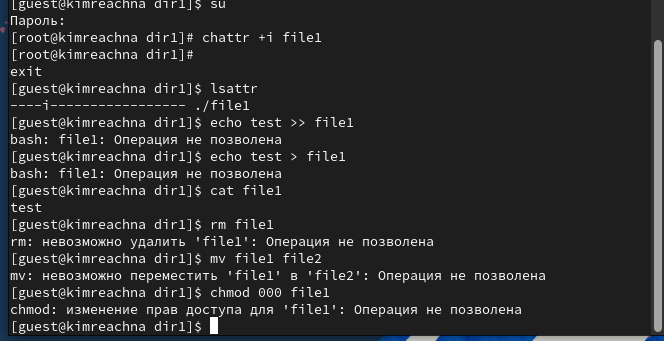 [guest@kimreachna dir1]$ su
Пароль:
[root@kimreachna dir1]# chattr +i file1
[root@kimreachna dir1]#
exit
[guest@kimreachna dir1]$ lsattr
----i----------------- ./file1
[guest@kimreachna dir1]$ echo test >> file1
bash: file1: Операция не позволена
[guest@kimreachna dir1]$ echo test > file1
bash: file1: Операция не позволена
[guest@kimreachna dir1]$ cat file1
test
[guest@kimreachna dir1]$ rm file1
rm: невозможно удалить 'file1': Операция не позволена
[guest@kimreachna dir1]$ mv file1 file2
mv: невозможно переместить 'file1' в 'file2': Операция не позволена
[guest@kimreachna dir1]$ chmod 000 file1
chmod: изменение прав доступа для 'file1': Операция не позволена
[guest@kimreachna dir1]$